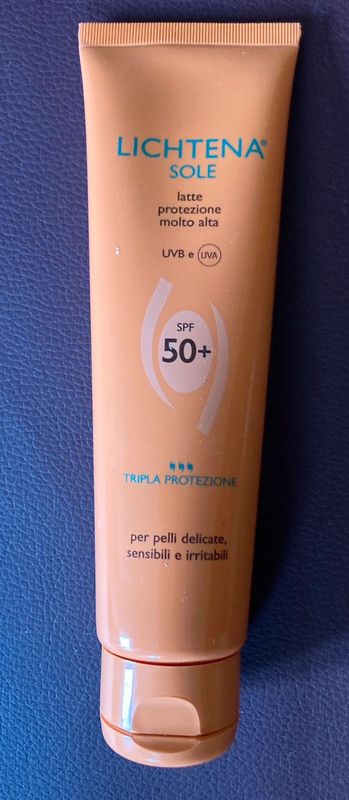 LICHTENA®
SOLE
latte
protezione
molto alta
UVB e UVA
SPF
50+
TRIPLA PROTEZIONE
per pelli delicate,
sensibili e irritabili